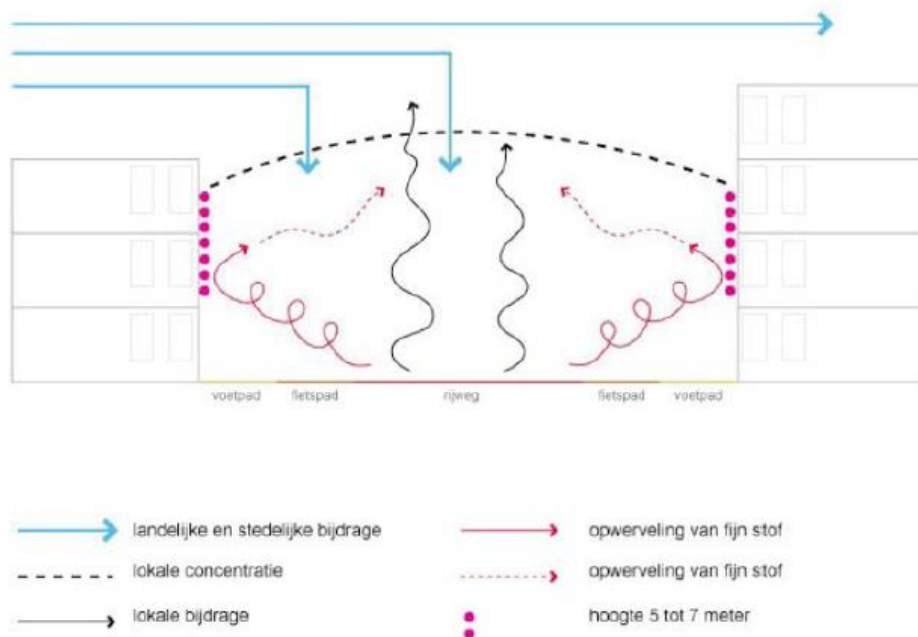 voetpad fietspad rijweg fietspad voetpad
landelijke en stedelijke bijdrage
opwerveling van fijn stof
lokale concentratie
opwerveling van fijn stof
lokale bijdrage
hoogte 5 tot 7 meter